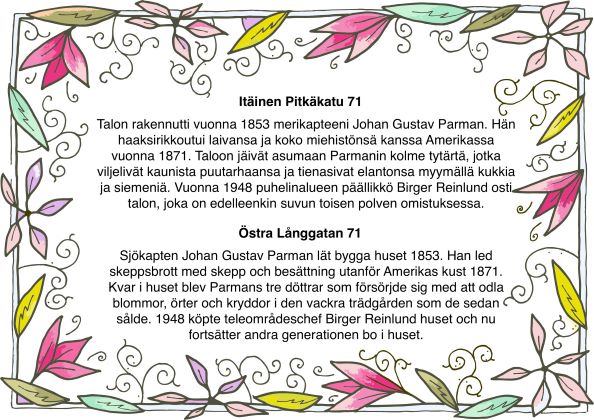 Itäinen Pitkäkatu 71
Talon rakennutti vuonna 1853 merikapteeni Johan Gustav Parman. Hän
haaksirikkoutui laivansa ja koko miehistönsä kanssa Amerikassa
vuonna 1871. Taloon jäivät asumaan Parmanin kolme tytärtä, jotka
viljelivät kaunista puutarhaansa ja tienasivat elantonsa myymällä kukkia
ja siemeniä. Vuonna 1948 puhelinalueen päällikkö Birger Reinlund osti
talon, joka on edelleenkin suvun toisen polven omistuksessa.
Östra Långgatan 71
Sjökapten Johan Gustav Parman lät bygga huset 1853. Han led
skeppsbrott med skepp och besättning utanför Amerikas kust 1871.
Kvar i huset blev Parmans tre döttrar som försörjde sig med att odla
blommor, örter och kryddor i den vackra trädgården som de sedan
sålde. 1948 köpte teleområdeschef Birger Reinlund huset och nu
fortsätter andra generationen bo i huset.